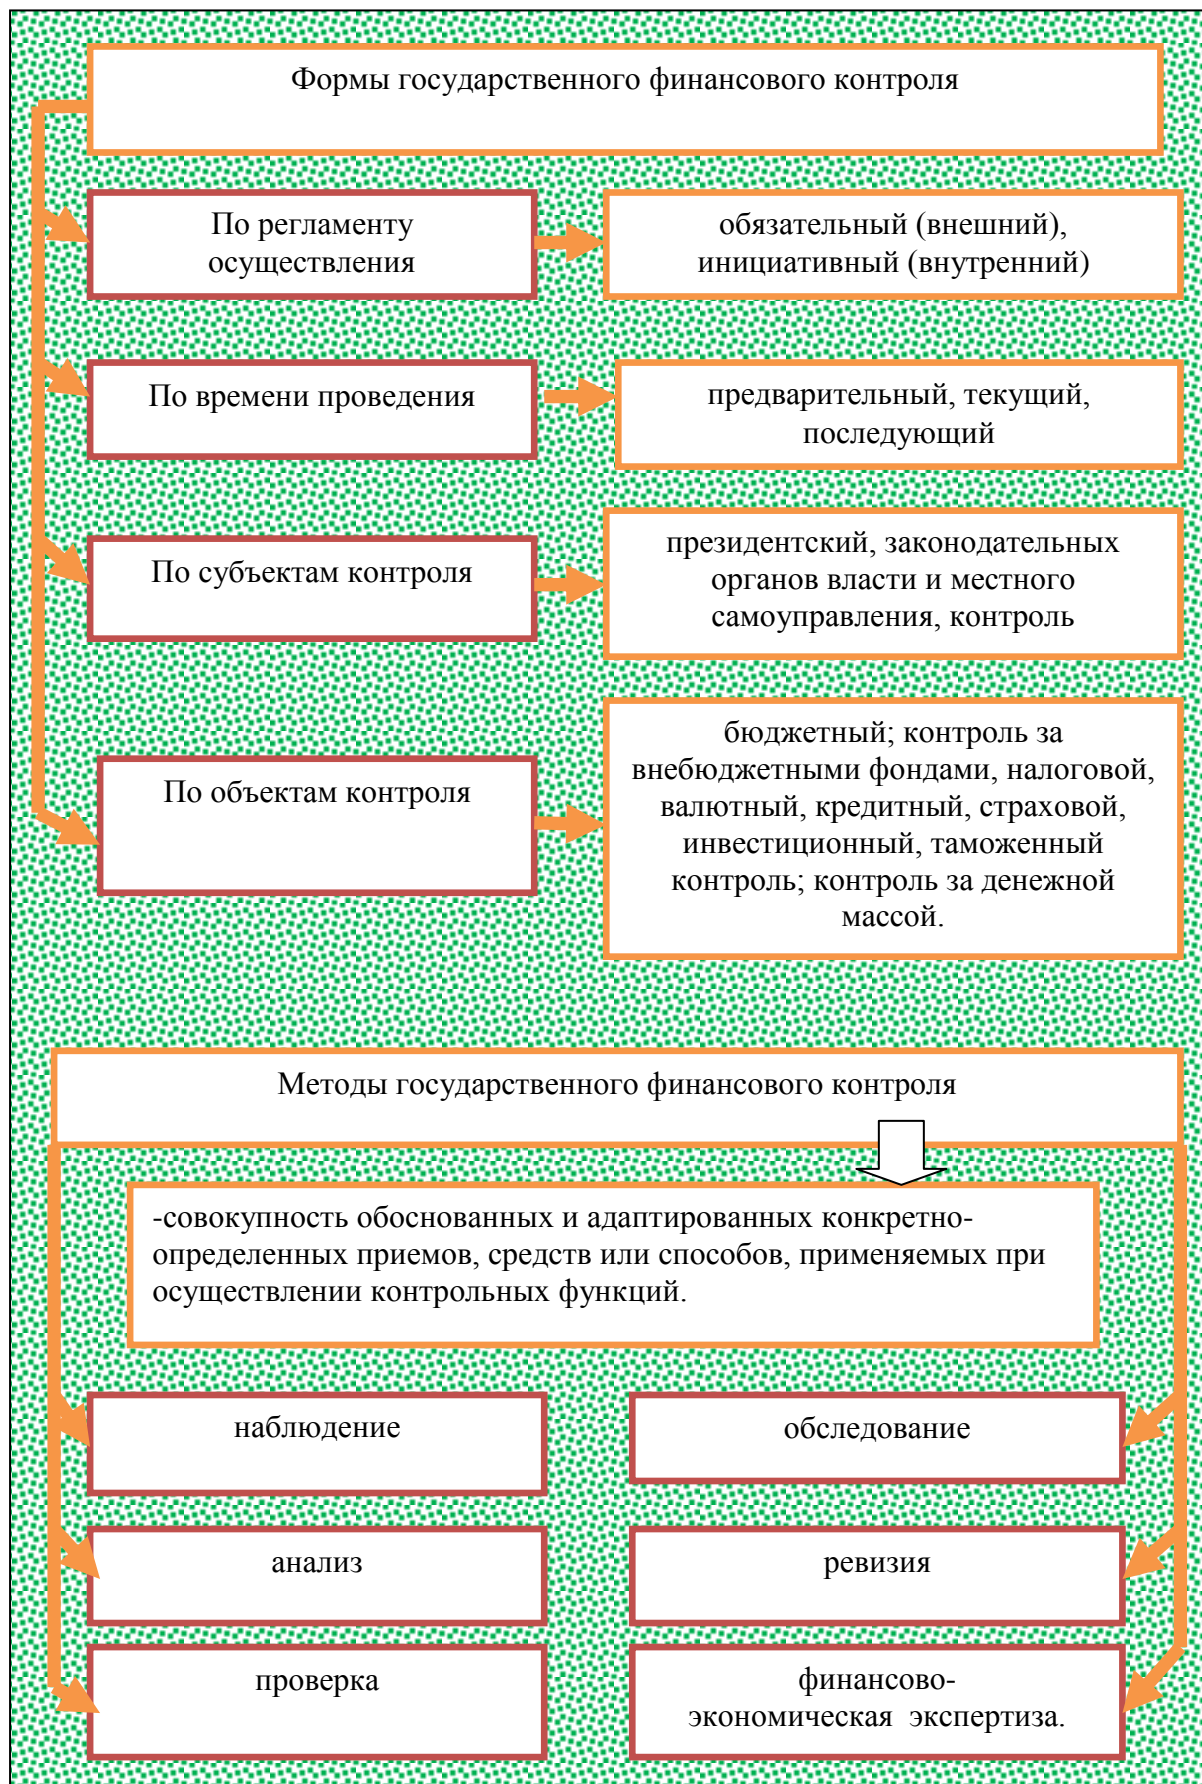 Формы государственного финансового контроля
По регламенту
осуществления
обязательный (внешний),
инициативный (внутренний)
По времени проведения
предварительный, текущий,
последующий
По субъектам контроля
президентский, законодательных
органов власти и местного
самоуправления, контроль
По объектам контроля
бюджетный; контроль за
внебюджетными фондами, налоговой,
валютный, кредитный, страховой,
инвестиционный, таможенный
контроль; контроль за денежной
массой.
Методы государственного финансового контроля
-совокупность обоснованных и адаптированных конкретно-
определенных приемов, средств или способов, применяемых при
осуществлении контрольных функций.
наблюдение
обследование
анализ
ревизия
проверка
финансово-
экономическая  экспертиза.